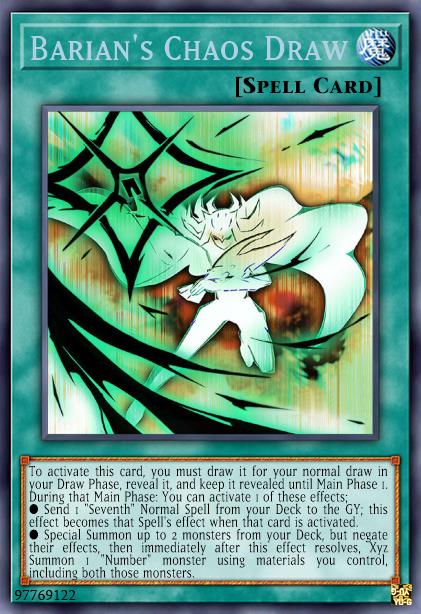 BARIAN'S CHAOS DRAW
魔
[SPELL CARD]
To activate this card, you must draw it for your normal draw in
your Draw Phase, reveal it, and keep it revealed until Main Phase 1.
During that Main Phase: You can activate 1 of these effects;
● Send 1 "Seventh" Normal Spell from your Deck to the GY; this
effect becomes that Spell's effect when that card is activated.
● Special Summon up to 2 monsters from your Deck, but negate
their effects, then immediately after this effect resolves, Xyz
Summon 1 "Number" monster using materials you control,
including both those monsters.
97769122